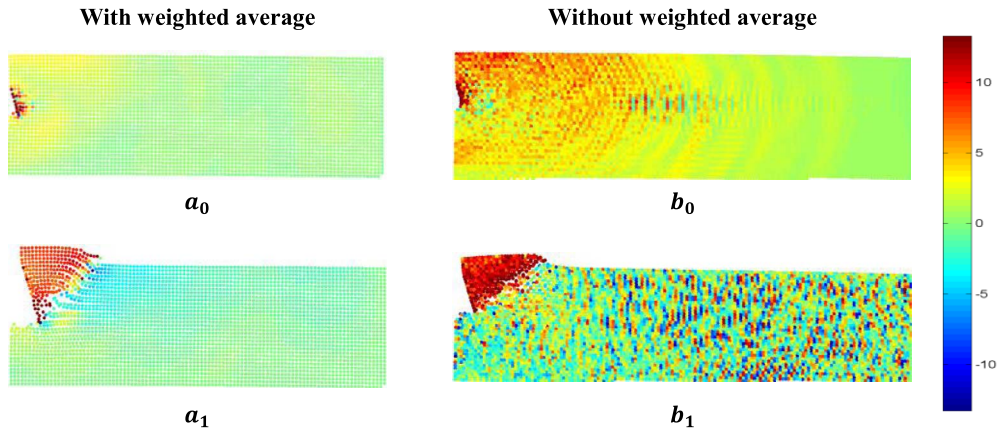 With weighted average
Without weighted average
a₀
b₀
a₁
b₁
10
5
0
-5
-10